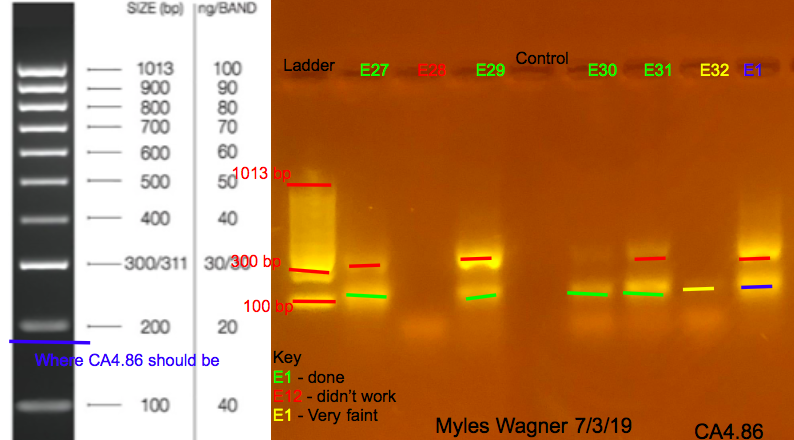 SIZE (bp) ng/BAND
1013 100
900 90
800 80
700 70
600 60
500 50
400 40
300/311
200 20
100 40
Where CA4.86 should be
Ladder
E27
E28
E29
Control
E30
E31
E32
E1
1013 bp
300 bp
100 bp
Key
E1 - done
E12 - didn't work
E1 - Very faint
Myles Wagner 7/3/19
CA4.86